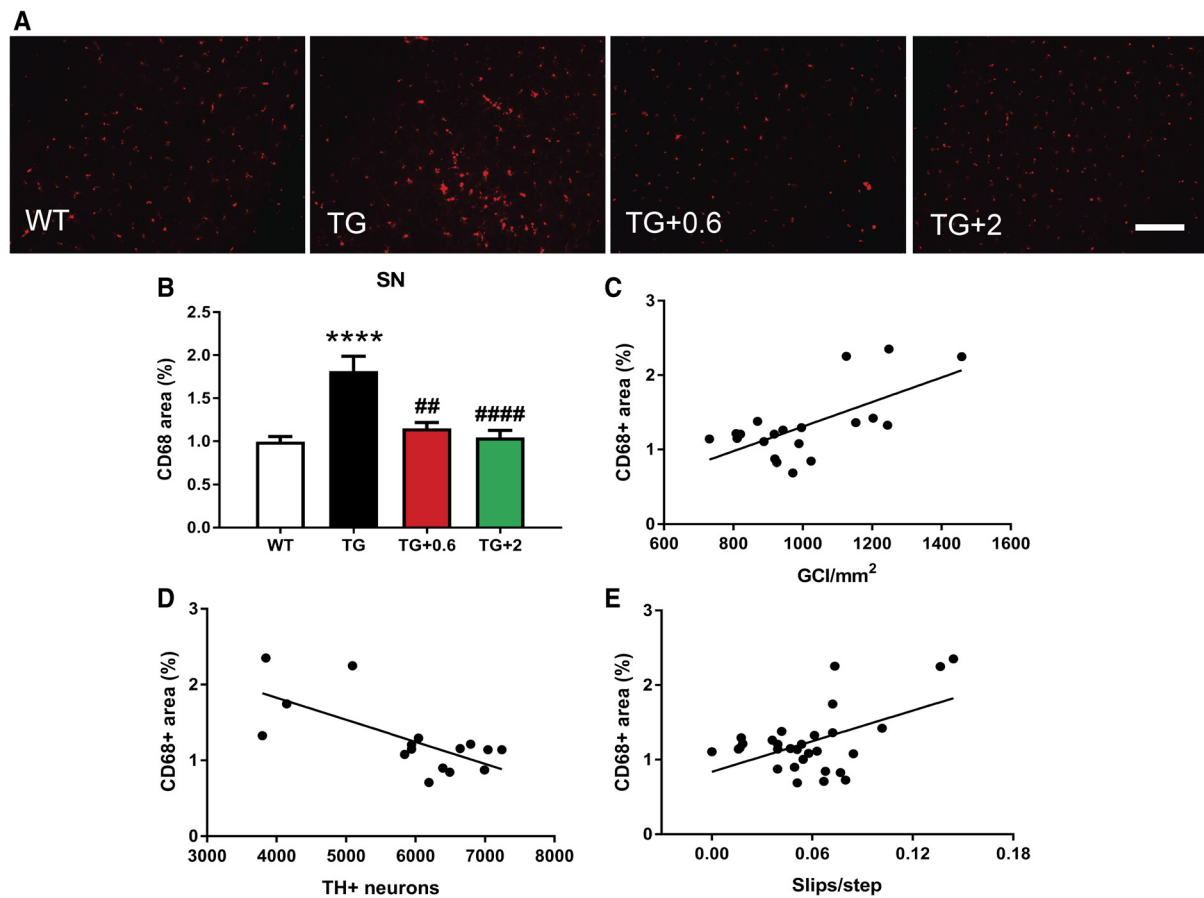 A
WT
TG
TG+0.6
TG+2
B
SN
CD68 area (%)
2.5
2.0
1.5
1.0
0.5
0.0
****
##
####
WT
TG
TG+0.6
TG+2
C
CD68+ area (%)
3
2
1
0
600
800
1000
1200
1400
1600
GCI/mm²
D
CD68+ area (%)
3
2
1
0
3000
4000
5000
6000
7000
8000
TH+ neurons
E
CD68+ area (%)
3
2
1
0
0.00
0.06
0.12
0.18
Slips/step